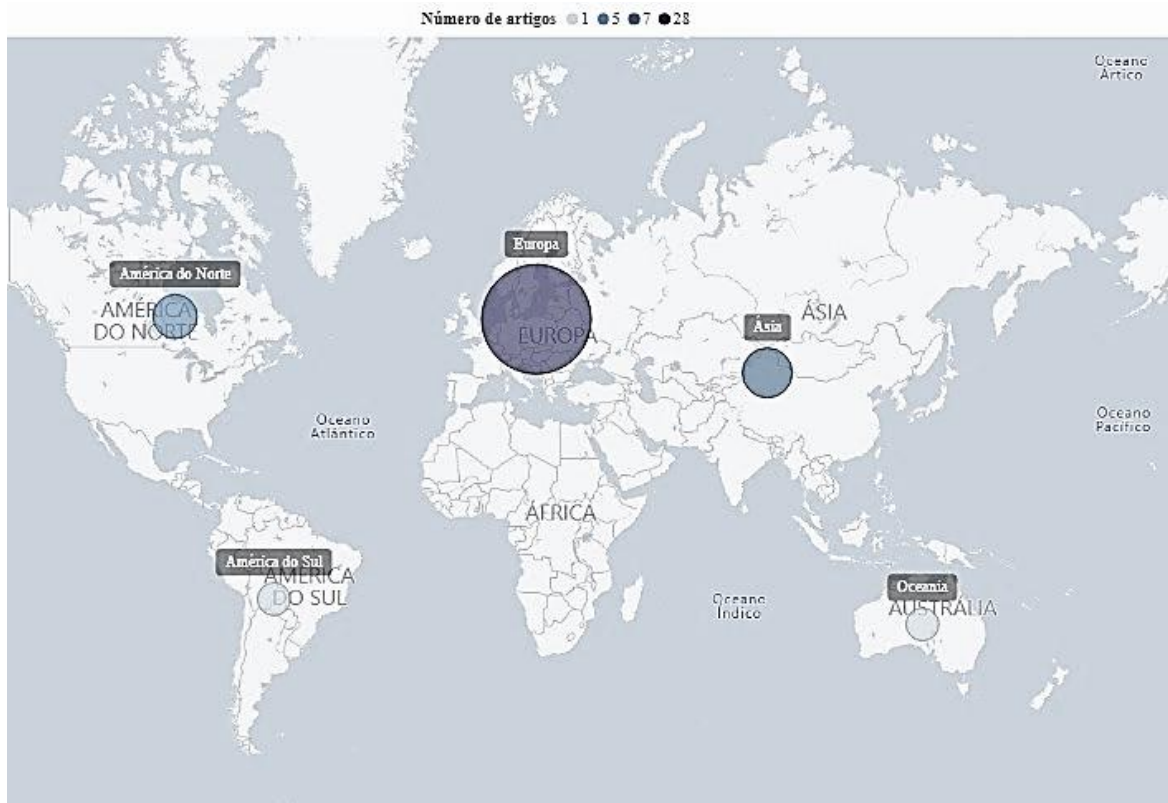 Número de artigos 1 5 7 28
Oceano
Ártico
Europa
América do Norte
AMÉRICA
DO NORTE
EUROPA
Ásia
ÁSIA
Oceano
Atlântico
Oceano
Pacífico
ÁFRICA
América do Sul
AMÉRICA
DO SUL
Oceano
Índico
Oceania
AUSTRÁLIA